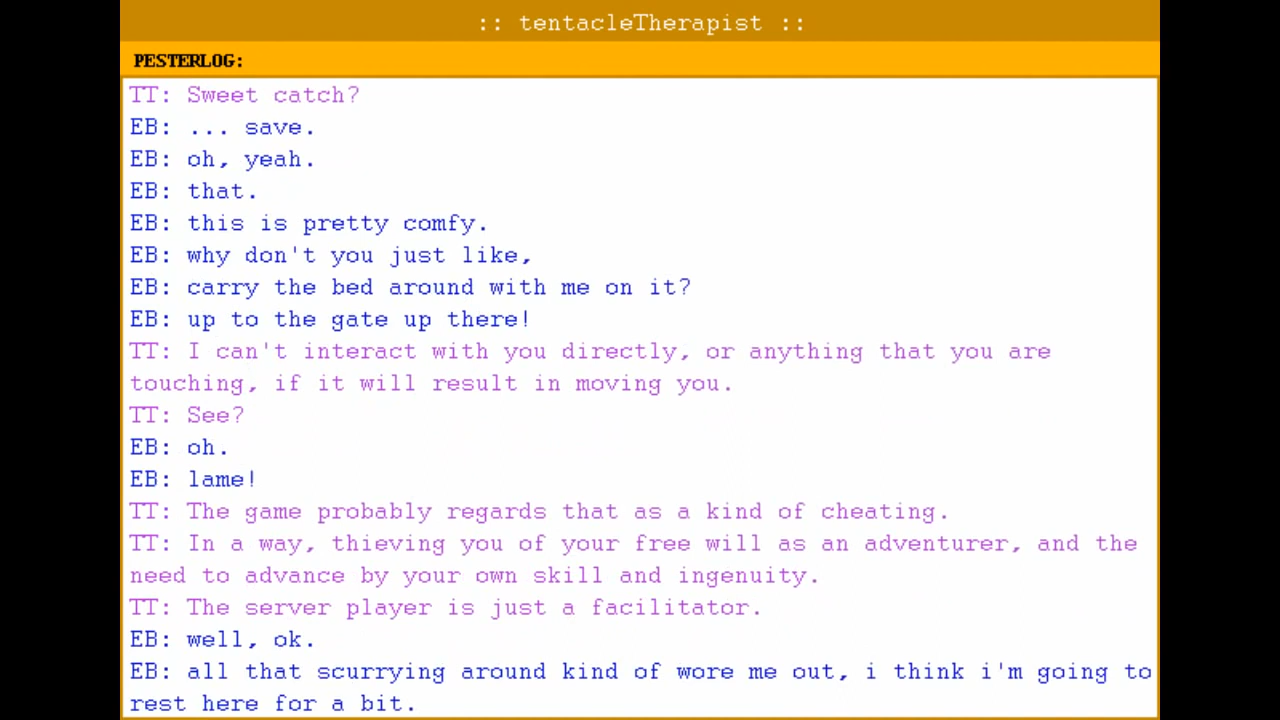 :: tentacleTherapist ::
PESTERLOG:
TT: Sweet catch?
EB: ... save.
EB: oh, yeah.
EB: that.
EB: this is pretty comfy.
EB: why don't you just like,
EB: carry the bed around with me on it?
EB: up to the gate up there!
TT: I can't interact with you directly, or anything that you are
touching, if it will result in moving you.
TT: See?
EB: oh.
EB: lame!
TT: The game probably regards that as a kind of cheating.
TT: In a way, thieving you of your free will as an adventurer, and the
need to advance by your own skill and ingenuity.
TT: The server player is just a facilitator.
EB: well, ok.
EB: all that scurrying around kind of wore me out, i think i'm going to
rest here for a bit.